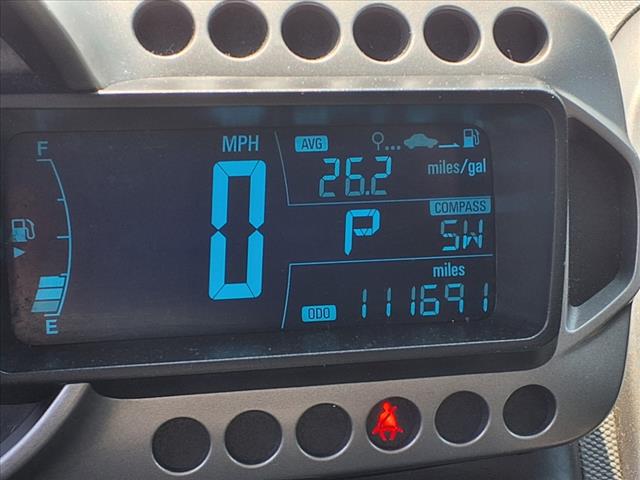 F
MPH
AVG
26.2 miles/gal
0
COMPASS
P
SW
miles
ODO 111691
E